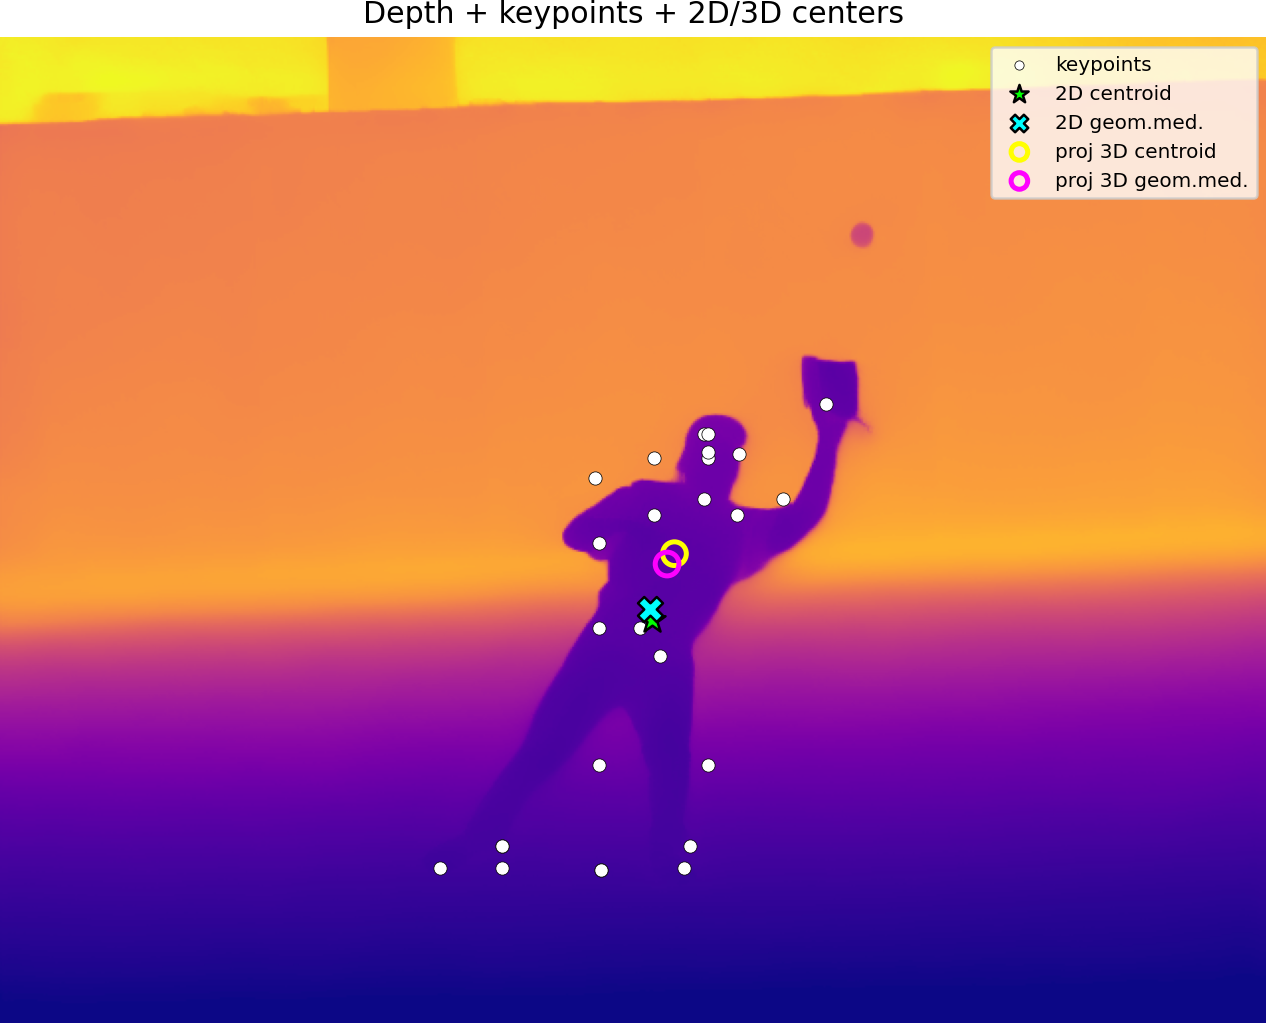 Depth + keypoints + 2D/3D centers
keypoints
2D centroid
2D geom.med.
proj 3D centroid
proj 3D geom.med.